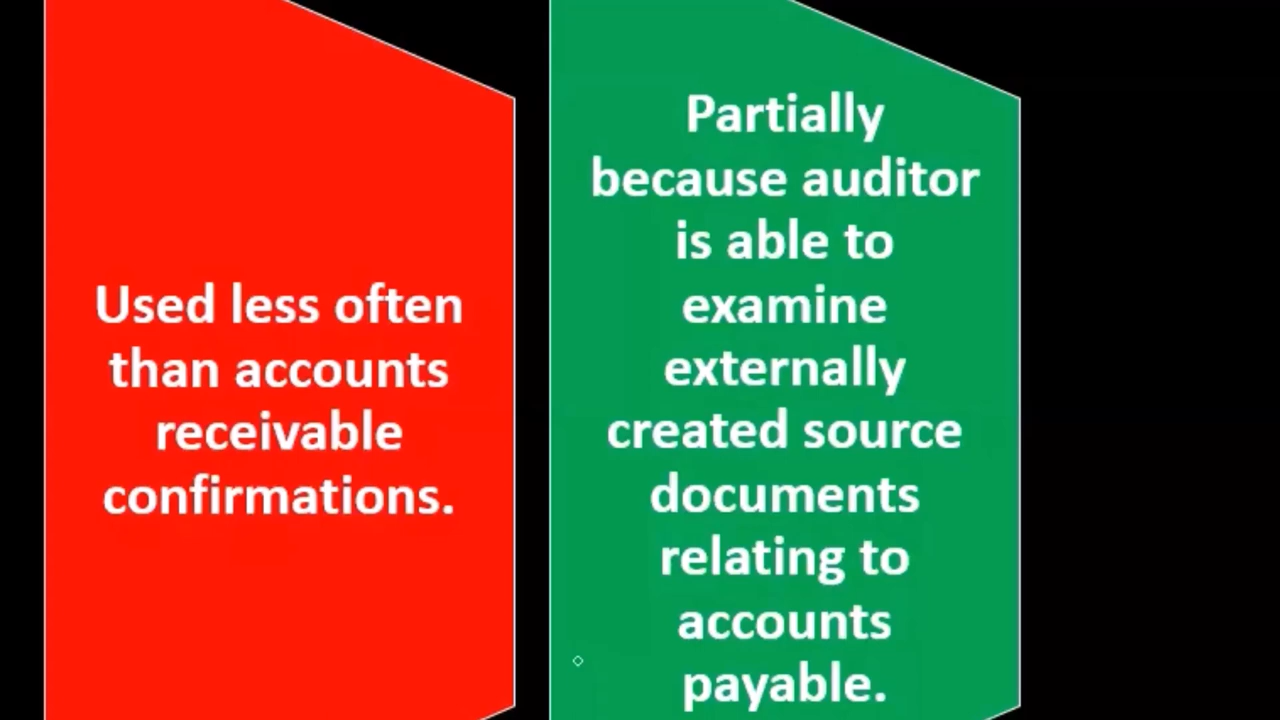 Used less often
than accounts
receivable
confirmations.
Partially
because auditor
is able to
examine
externally
created source
documents
relating to
accounts
payable.